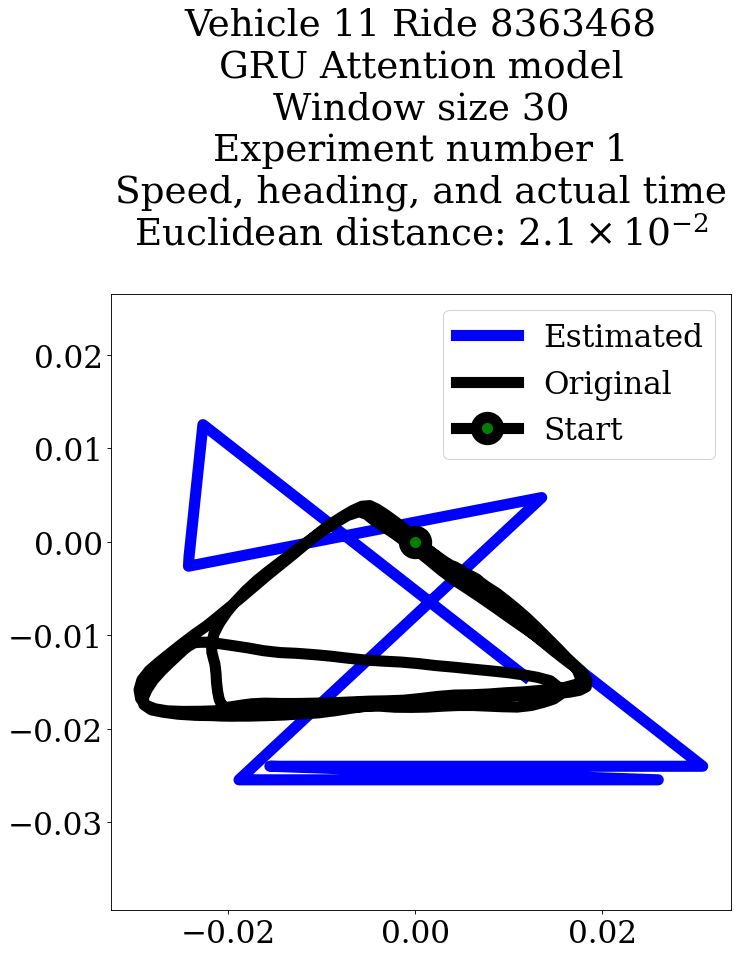 Vehicle 11 Ride 8363468
GRU Attention model
Window size 30
Experiment number 1
Speed, heading, and actual time
Euclidean distance: 2.1 × 10⁻²
Estimated
Original
Start
0.02
0.01
0.00
−0.01
−0.02
−0.03
−0.02
0.00
0.02